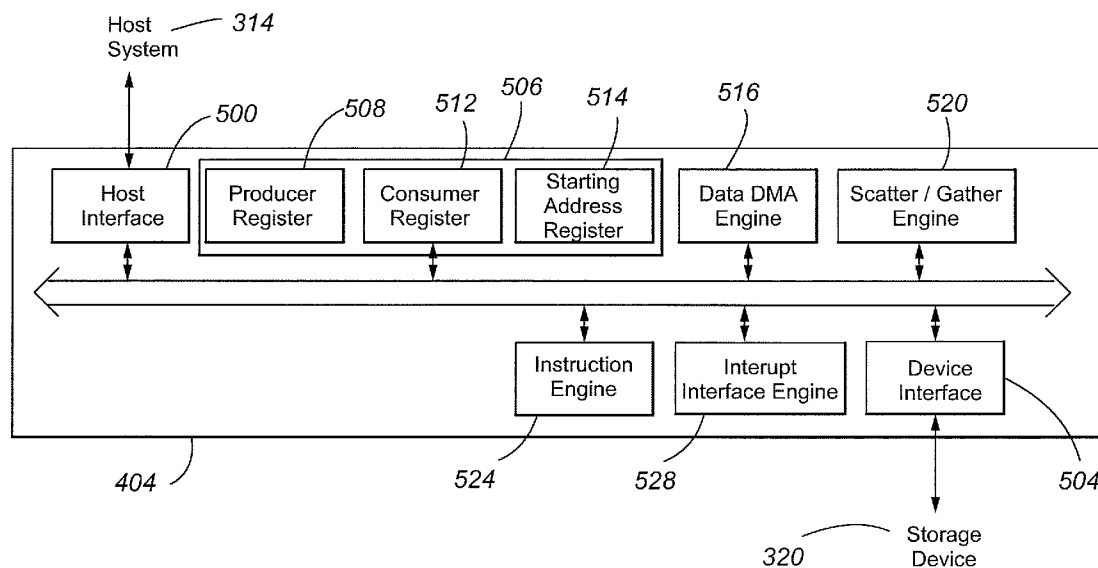 Host
System
314
500
508
512
506
514
516
520
Host
Interface
Producer
Register
Consumer
Register
Starting
Address
Register
Data DMA
Engine
Scatter / Gather
Engine
Instruction
Engine
Interupt
Interface Engine
Device
Interface
404
524
528
504
320
Storage
Device